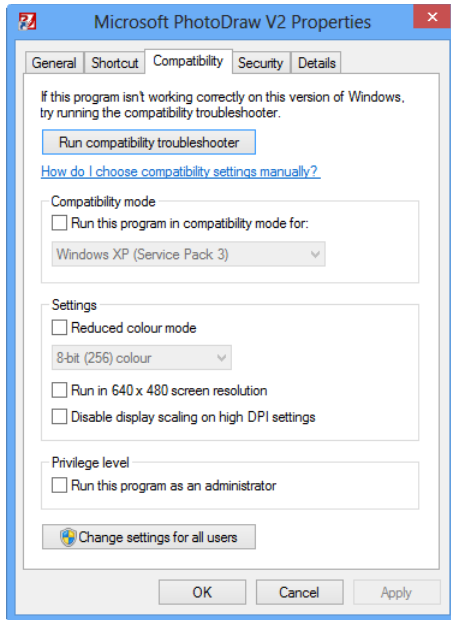 Microsoft PhotoDraw V2 Properties
General Shortcut Compatibility Security Details
If this program isn't working correctly on this version of Windows,
try running the compatibility troubleshooter.
Run compatibility troubleshooter
How do I choose compatibility settings manually?
Compatibility mode
Run this program in compatibility mode for:
Windows XP (Service Pack 3)
Settings
Reduced colour mode
8-bit (256) colour
Run in 640 x 480 screen resolution
Disable display scaling on high DPI settings
Privilege level
Run this program as an administrator
Change settings for all users
OK Cancel Apply